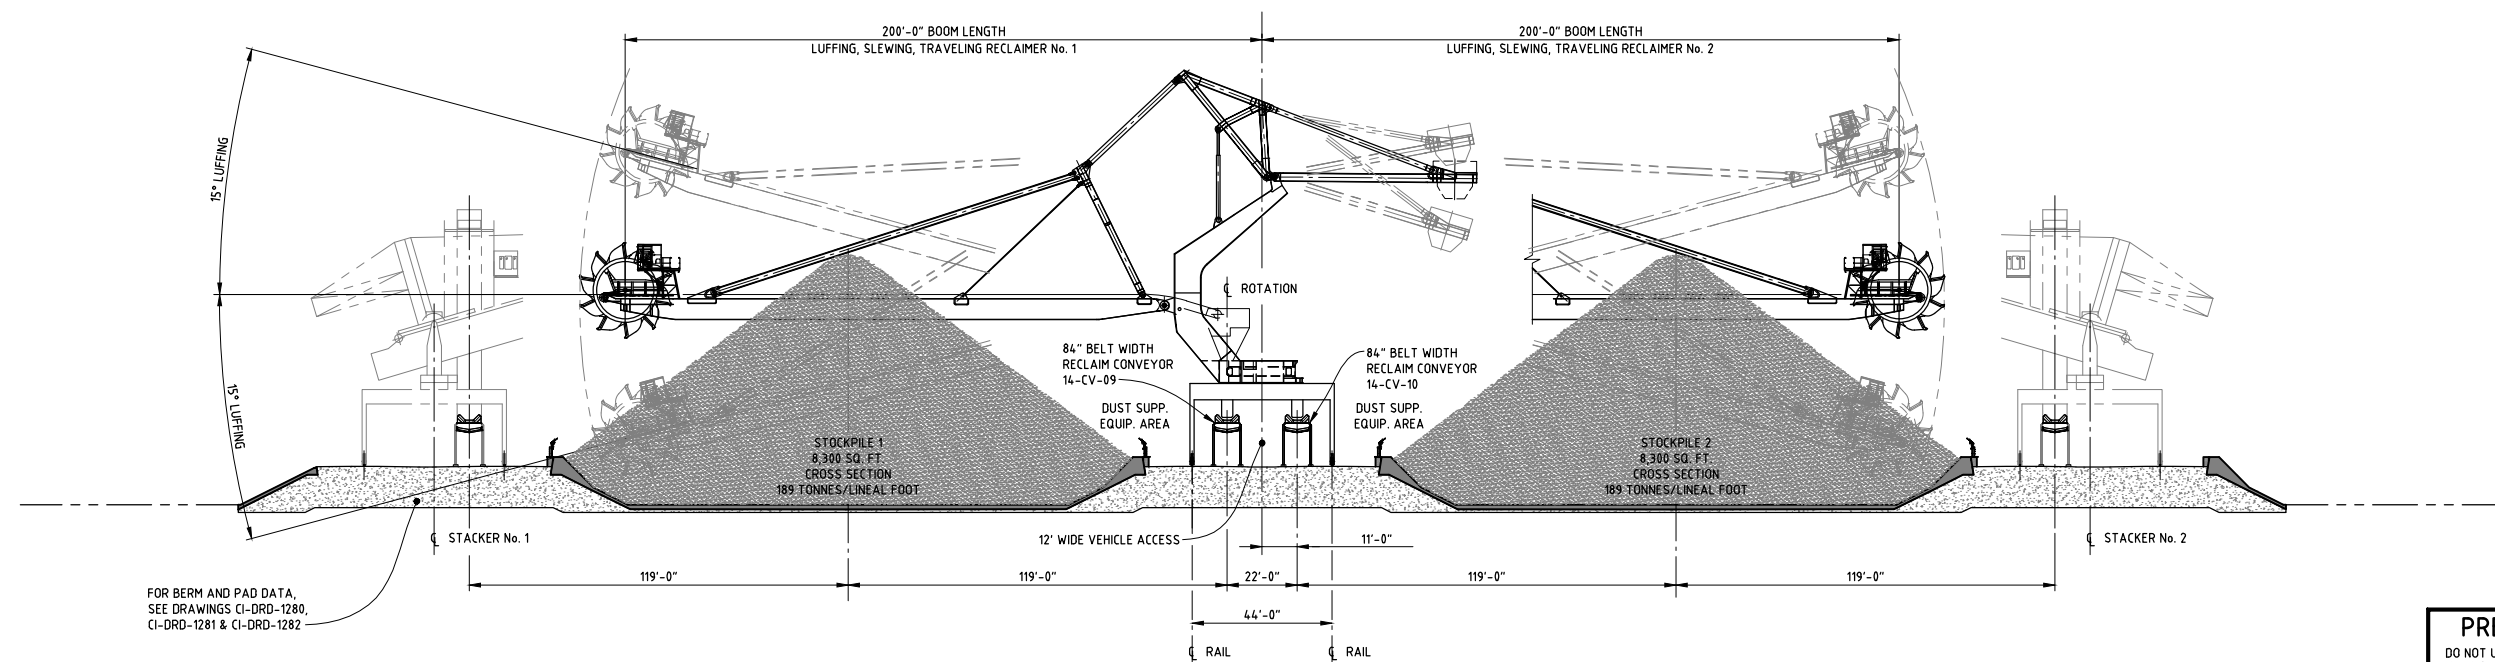 200'-0" BOOM LENGTH
LUFFING, SLEWING, TRAVELING RECLAIMER No. 1
200'-0" BOOM LENGTH
LUFFING, SLEWING, TRAVELING RECLAIMER No. 2
15° LUFFING
15° LUFFING
℄ ROTATION
84" BELT WIDTH
RECLAIM CONVEYOR
14-CV-09
84" BELT WIDTH
RECLAIM CONVEYOR
14-CV-10
DUST SUPP.
EQUIP. AREA
DUST SUPP.
EQUIP. AREA
STOCKPILE 1
8,300 SQ. FT.
CROSS SECTION
189 TONNES/LINEAL FOOT
STOCKPILE 2
8,300 SQ. FT.
CROSS SECTION
189 TONNES/LINEAL FOOT
℄ STACKER No. 1
12' WIDE VEHICLE ACCESS
11'-0"
℄ STACKER No. 2
119'-0"
119'-0"
22'-0"
119'-0"
119'-0"
FOR BERM AND PAD DATA,
SEE DRAWINGS CI-DRD-1280,
CI-DRD-1281 & CI-DRD-1282
44'-0"
℄ RAIL
℄ RAIL
DO NOT